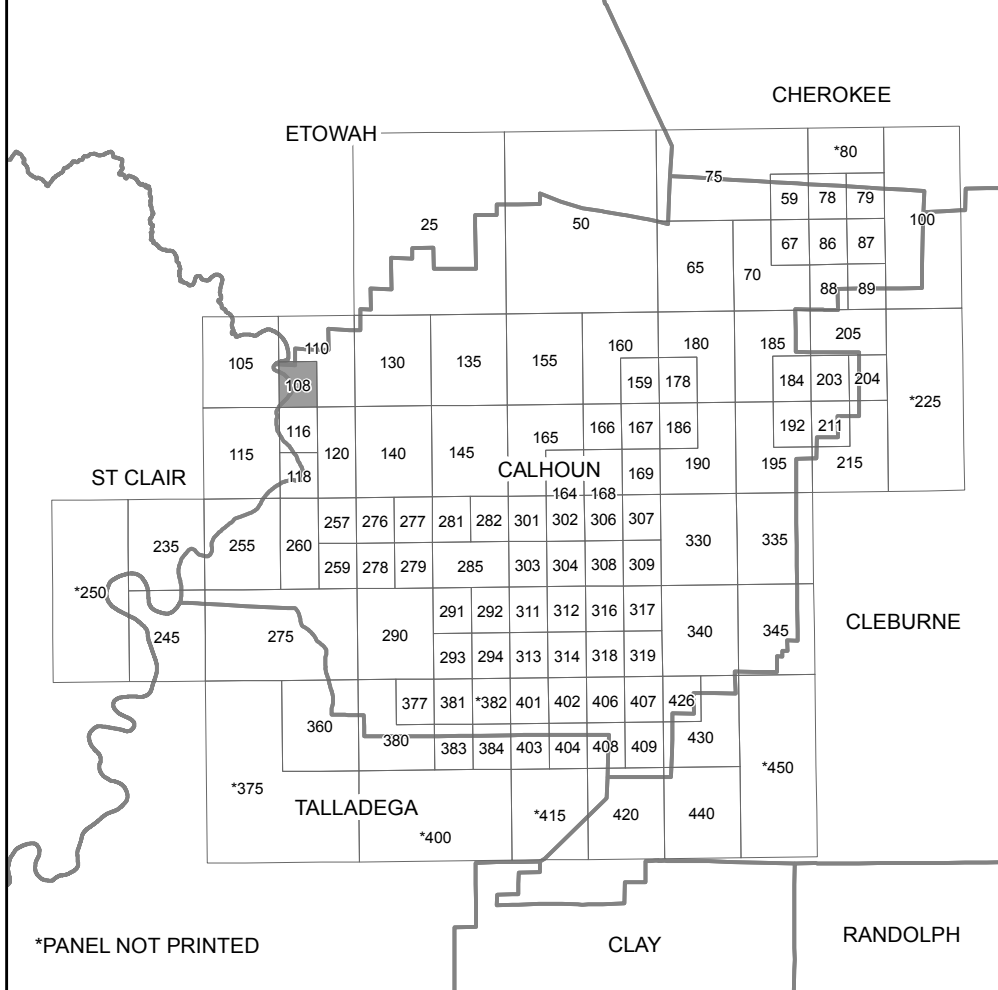 CHEROKEE
ETOWAH
*80
75
59 78 79
100
25 50
67 86 87
65 70
88 89
110
105 130 135 155 160 180 185 205
108
159 178 184 203 204
*225
116 166 167 186 192 211
115 120 140 145 165
ST CLAIR 118 CALHOUN 169 190 195 215
164 168
257 276 277 281 282 301 302 306 307
235 255 260 330 335
259 278 279 285 303 304 308 309
*250
291 292 311 312 316 317
245 275 290 340 345 CLEBURNE
293 294 313 314 318 319
377 381 *382 401 402 406 407 426
360
380 383 384 403 404 408 409 430
*375 *450
TALLADEGA *415 420 440
*400
*PANEL NOT PRINTED CLAY RANDOLPH